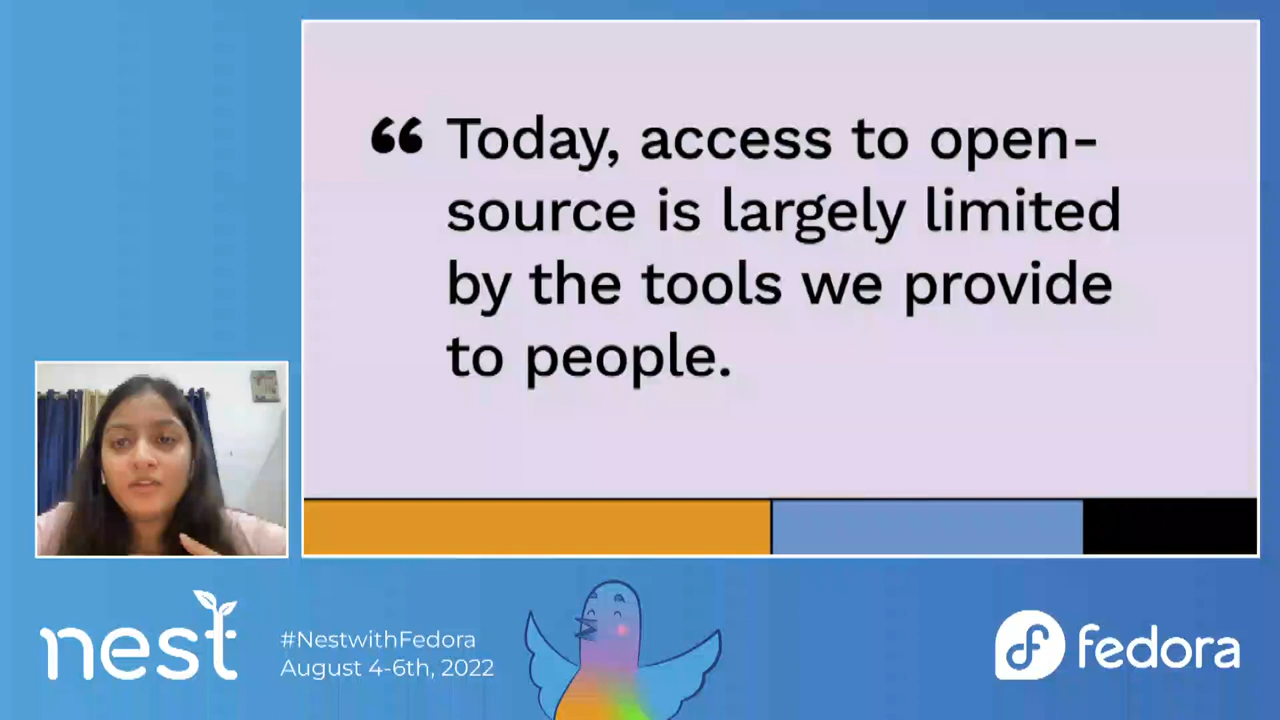 “ Today, access to open-
source is largely limited
by the tools we provide
to people.
nest
#NestwithFedora
August 4-6th, 2022
fedora